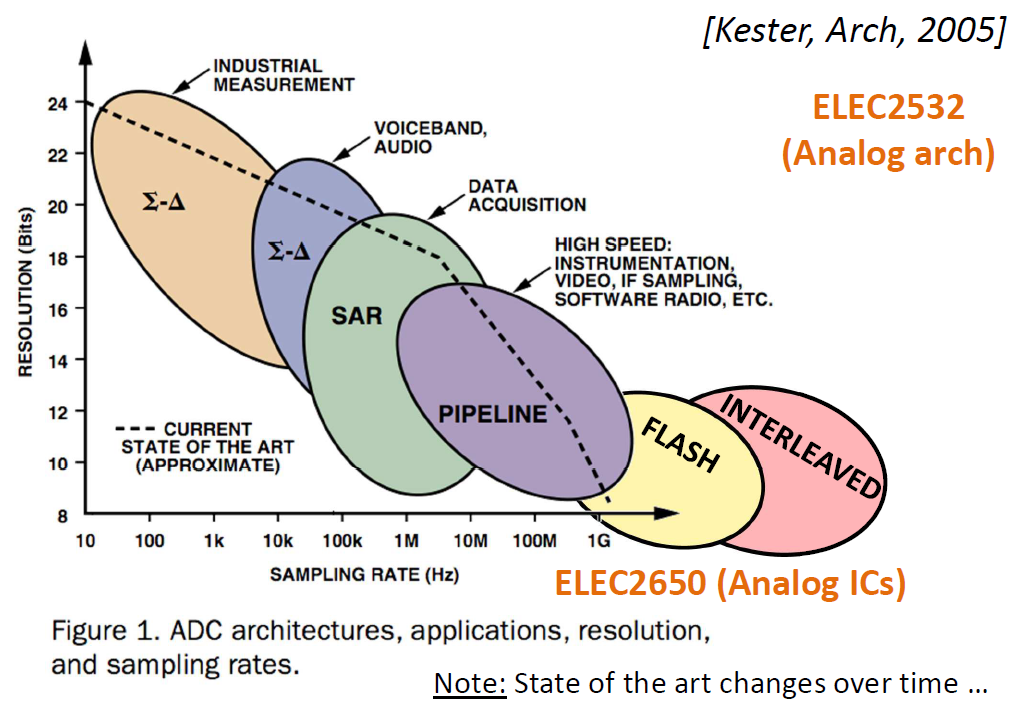 [Kester, Arch, 2005]
ELEC2532
(Analog arch)
INDUSTRIAL
MEASUREMENT
VOICEBAND,
AUDIO
DATA
ACQUISITION
HIGH SPEED:
INSTRUMENTATION,
VIDEO, IF SAMPLING,
SOFTWARE RADIO, ETC.
RESOLUTION (Bits)
24
22
20
18
16
14
12
10
8
Σ-Δ
Σ-Δ
SAR
PIPELINE
FLASH
INTERLEAVED
CURRENT
STATE OF THE ART
(APPROXIMATE)
10 100 1k 10k 100k 1M 10M 100M 1G
SAMPLING RATE (Hz)
ELEC2650 (Analog ICs)
Figure 1. ADC architectures, applications, resolution,
and sampling rates.
Note: State of the art changes over time ...